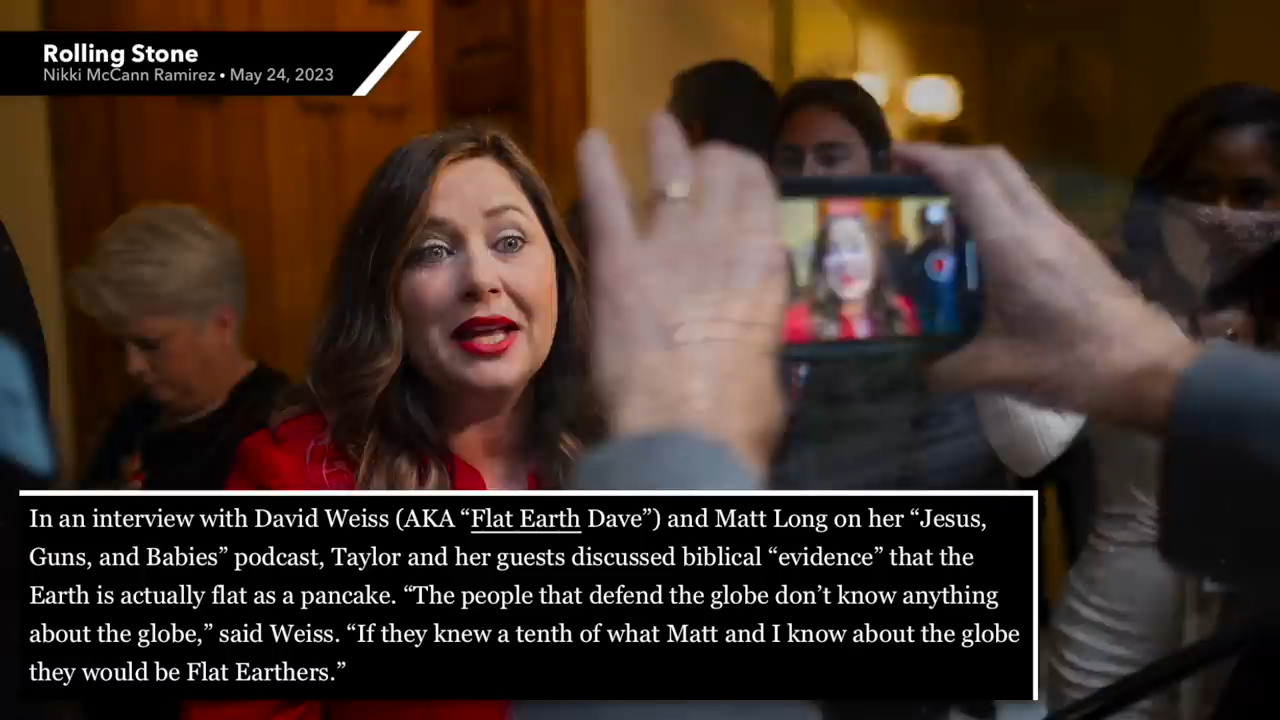 Rolling Stone
Nikki McCann Ramirez • May 24, 2023
In an interview with David Weiss (AKA “Flat Earth Dave”) and Matt Long on her “Jesus,
Guns, and Babies” podcast, Taylor and her guests discussed biblical “evidence” that the
Earth is actually flat as a pancake. “The people that defend the globe don’t know anything
about the globe,” said Weiss. “If they knew a tenth of what Matt and I know about the globe
they would be Flat Earthers.”